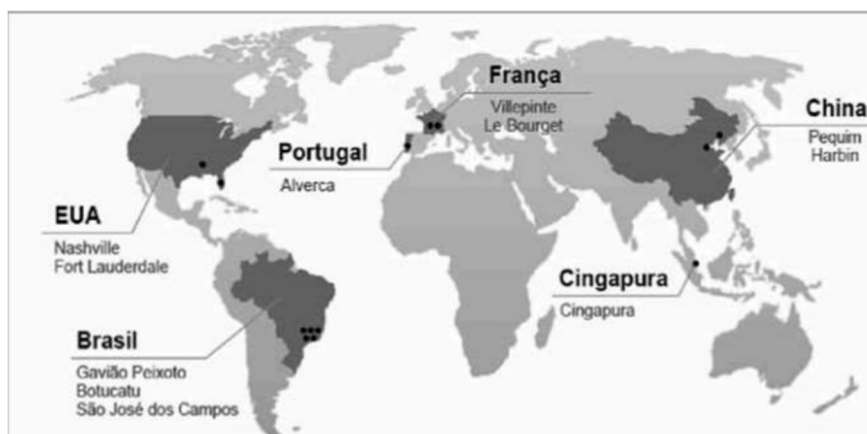 França
Villepinte
Le Bourget
China
Pequim
Harbin
Portugal
Alverca
EUA
Nashville
Fort Lauderdale
Cingapura
Cingapura
Brasil
Gavião Peixoto
Botucatu
São José dos Campos